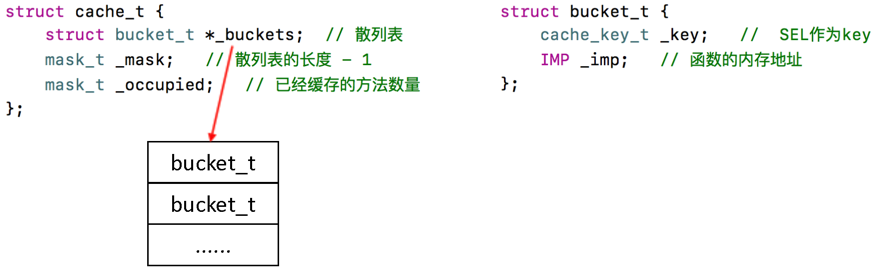 struct cache_t {
struct bucket_t *_buckets; // 散列表
mask_t _mask; // 散列表的长度 - 1
mask_t _occupied; // 已经缓存的方法数量
};
bucket_t
bucket_t
......
struct bucket_t {
cache_key_t _key; // SEL作为key
IMP _imp; // 函数的内存地址
};